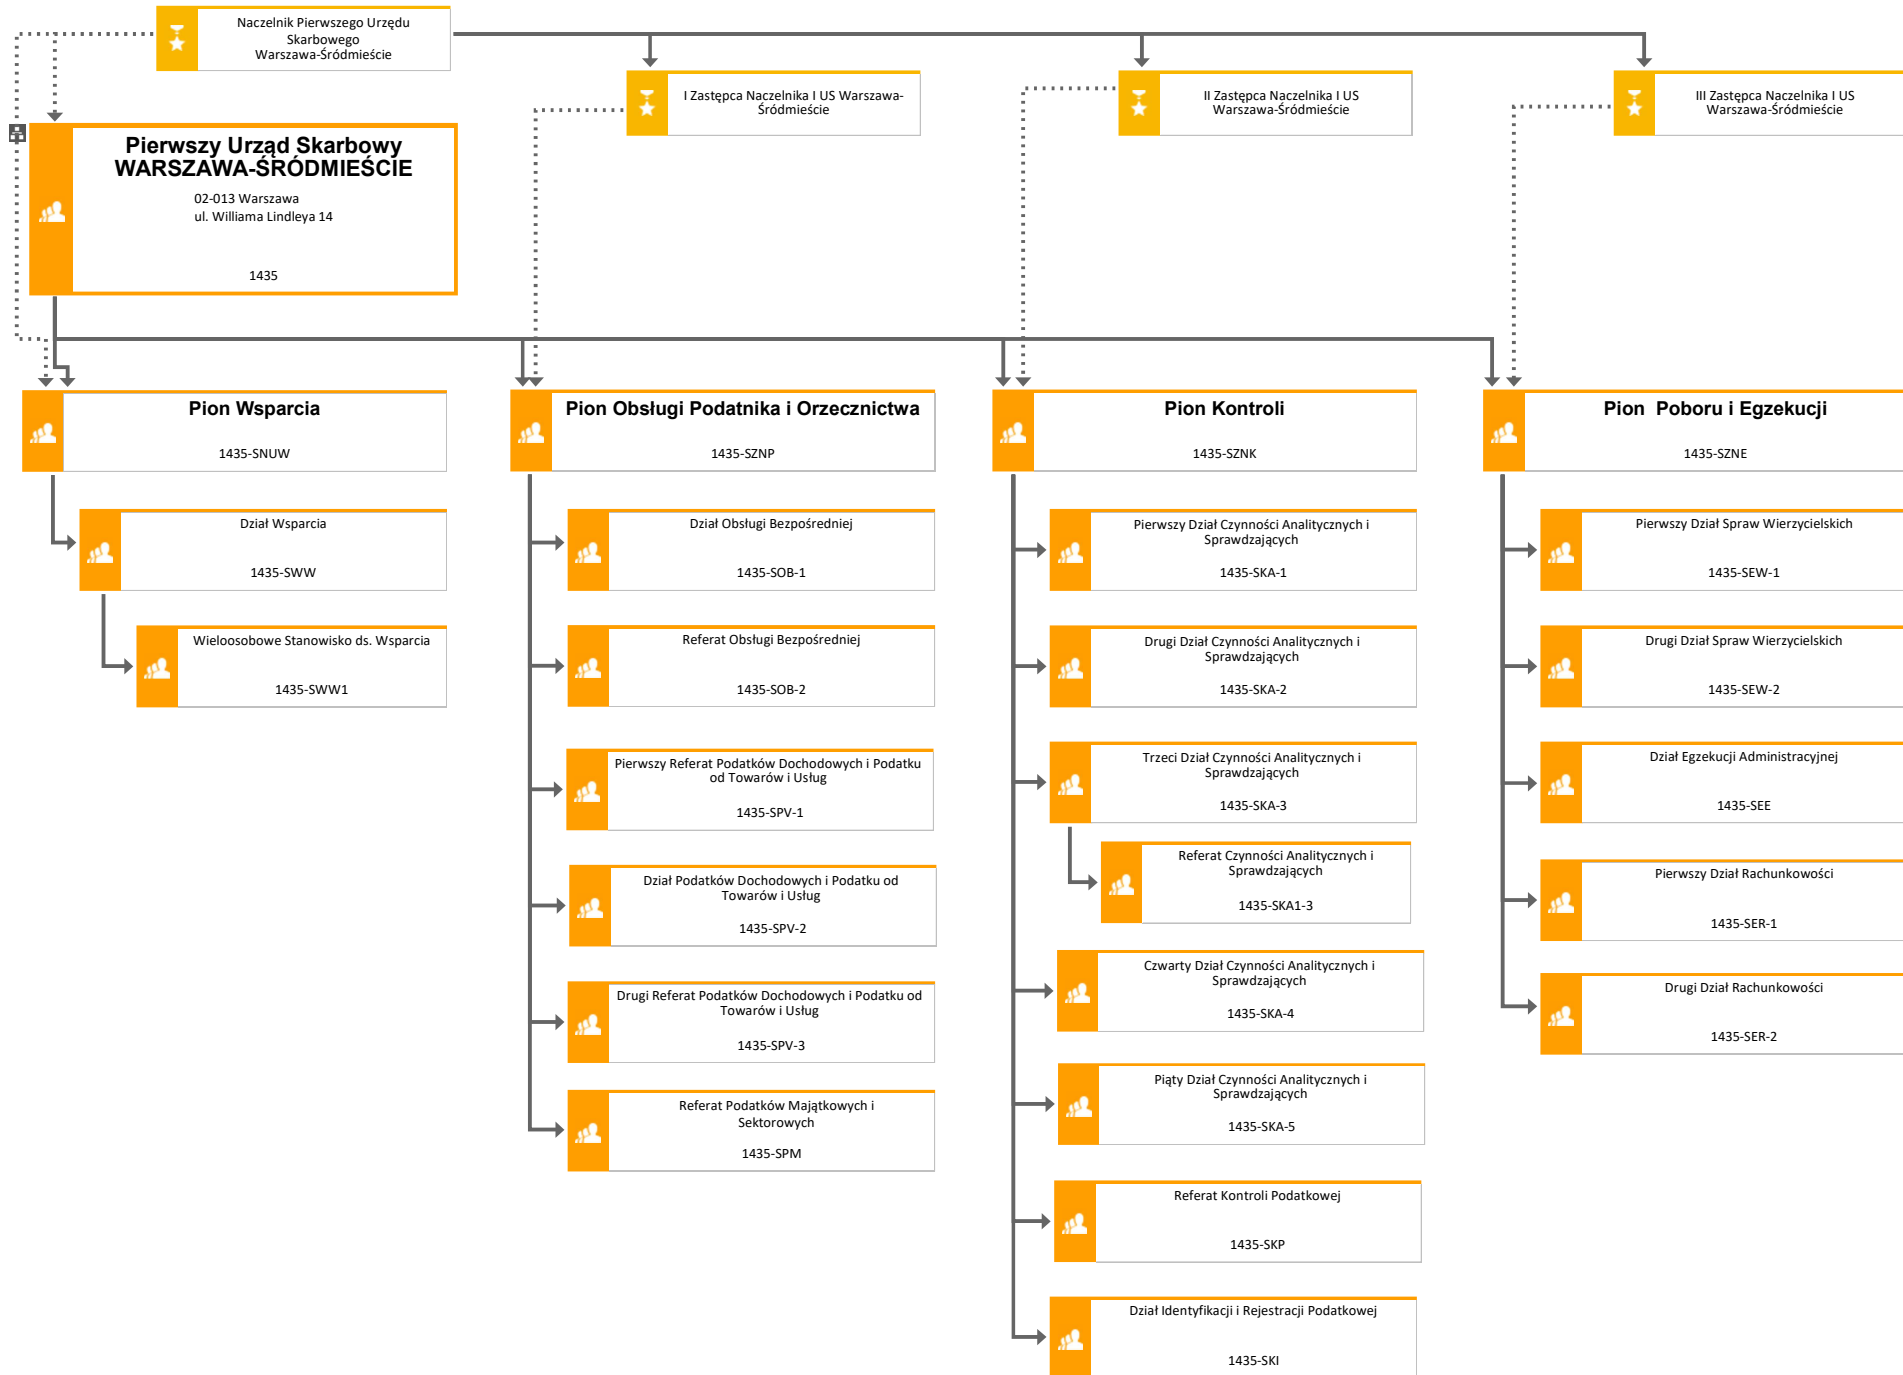 Naczelnik Pierwszego Urzędu
Skarbowego
Warszawa-Śródmieście
I Zastępca Naczelnika I US Warszawa-
Śródmieście
II Zastępca Naczelnika I US
Warszawa-Śródmieście
III Zastępca Naczelnika I US
Warszawa-Śródmieście
Pierwszy Urząd Skarbowy
WARSZAWA-ŚRÓDMIEŚCIE
02-013 Warszawa
ul. Williama Lindleya 14
1435
Pion Wsparcia
1435-SNUW
Dział Wsparcia
1435-SWW
Wieloosobowe Stanowisko ds. Wsparcia
1435-SWW1
Pion Obsługi Podatnika i Orzecznictwa
1435-SZNP
Dział Obsługi Bezpośredniej
1435-SOB-1
Referat Obsługi Bezpośredniej
1435-SOB-2
Pierwszy Referat Podatków Dochodowych i Podatku
od Towarów i Usług
1435-SPV-1
Dział Podatków Dochodowych i Podatku od
Towarów i Usług
1435-SPV-2
Drugi Referat Podatków Dochodowych i Podatku od
Towarów i Usług
1435-SPV-3
Referat Podatków Majątkowych i
Sektorowych
1435-SPM
Pion Kontroli
1435-SZNK
Pierwszy Dział Czynności Analitycznych i
Sprawdzających
1435-SKA-1
Drugi Dział Czynności Analitycznych i
Sprawdzających
1435-SKA-2
Trzeci Dział Czynności Analitycznych i
Sprawdzających
1435-SKA-3
Referat Czynności Analitycznych i
Sprawdzających
1435-SKA1-3
Czwarty Dział Czynności Analitycznych i
Sprawdzających
1435-SKA-4
Piąty Dział Czynności Analitycznych i
Sprawdzających
1435-SKA-5
Referat Kontroli Podatkowej
1435-SKP
Dział Identyfikacji i Rejestracji Podatkowej
1435-SKI
Pion  Poboru i Egzekucji
1435-SZNE
Pierwszy Dział Spraw Wierzycielskich
1435-SEW-1
Drugi Dział Spraw Wierzycielskich
1435-SEW-2
Dział Egzekucji Administracyjnej
1435-SEE
Pierwszy Dział Rachunkowości
1435-SER-1
Drugi Dział Rachunkowości
1435-SER-2